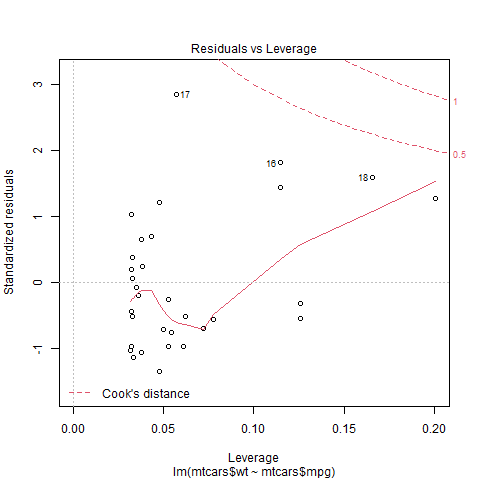 Residuals vs Leverage
3
2
1
0
-1
Standardized residuals
17
16
18
1
0.5
Cook's distance
0.00 0.05 0.10 0.15 0.20
Leverage
lm(mtcars$wt ~ mtcars$mpg)